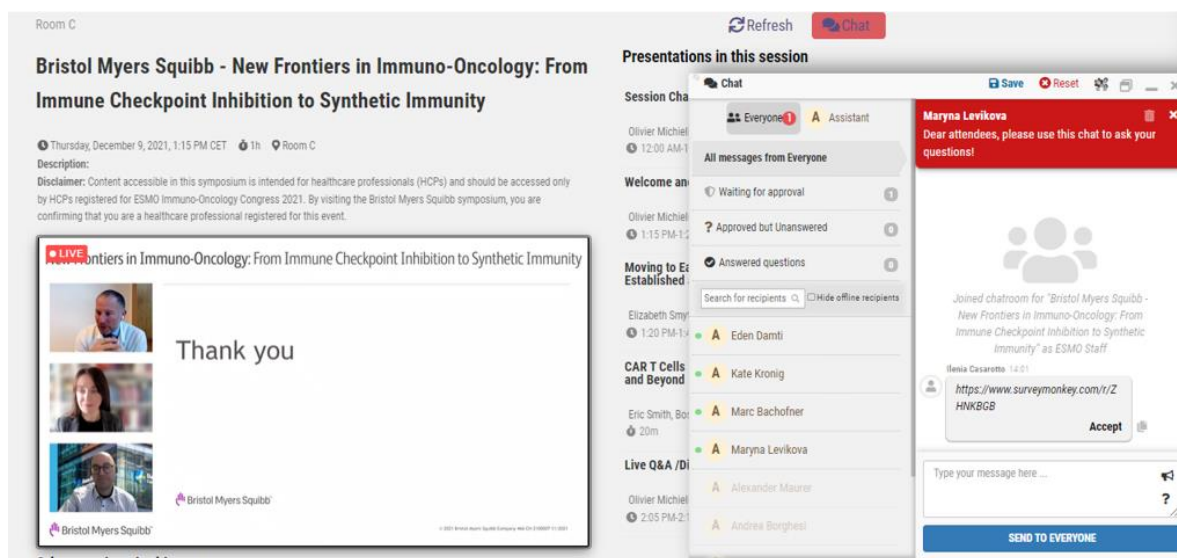 Room C
Refresh
Chat
Bristol Myers Squibb - New Frontiers in Immuno-Oncology: From
Immune Checkpoint Inhibition to Synthetic Immunity
Thursday, December 9, 2021, 1:15 PM CET 1h Room C
Description:
Disclaimer: Content accessible in this symposium is intended for healthcare professionals (HCPs) and should be accessed only
by HCPs registered for ESMO Immuno-Oncology Congress 2021. By visiting the Bristol Myers Squibb symposium, you are
confirming that you are a healthcare professional registered for this event.
LIVE
ontiers in Immuno-Oncology: From Immune Checkpoint Inhibition to Synthetic Immunity
Thank you
Bristol Myers Squibb
Bristol Myers Squibb
Presentations in this session
Session Cha
Olivier Michiel
12:00 AM-1
Welcome an
Olivier Michiel
1:15 PM-1:2
Moving to Ea
Established
Elizabeth Smy
1:20 PM-1:4
CAR T Cells
and Beyond
Eric Smith, Bos
20m
Live Q&A /Di
Olivier Michiel
2:05 PM-2:1
Chat
Save Reset
Everyone 1 A Assistant
All messages from Everyone
Waiting for approval 1
? Approved but Unanswered 0
Answered questions 0
Search for recipients Hide offline recipients
A Eden Damti
A Kate Kronig
A Marc Bachofner
A Maryna Levikova
A Alexander Maurer
A Andrea Borghesi
Maryna Levikova
Dear attendees, please use this chat to ask your
questions!
Joined chatroom for "Bristol Myers Squibb -
New Frontiers in Immuno-Oncology: From
Immune Checkpoint Inhibition to Synthetic
Immunity" as ESMO Staff
Ilenia Casarotto 14:01
https://www.surveymonkey.com/r/Z
HNKBGB
Accept
Type your message here ...
?
SEND TO EVERYONE